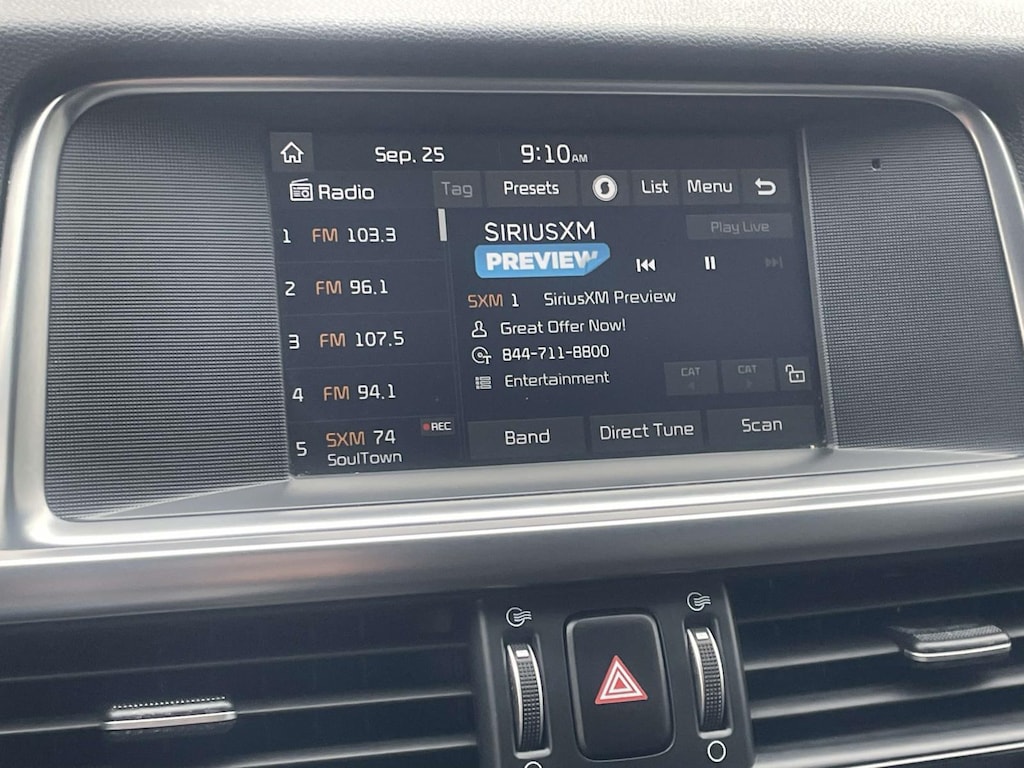 Sep. 25 9:10 AM
Radio Tag Presets List Menu
1 FM 103.3
2 FM 96.1
3 FM 107.5
4 FM 94.1
5 SXM 74 REC
SoulTown
SIRIUSXM Play Live
PREVIEW
SXM 1 SiriusXM Preview
Great Offer Now!
844-711-8800
Entertainment CAT CAT
Band Direct Tune Scan